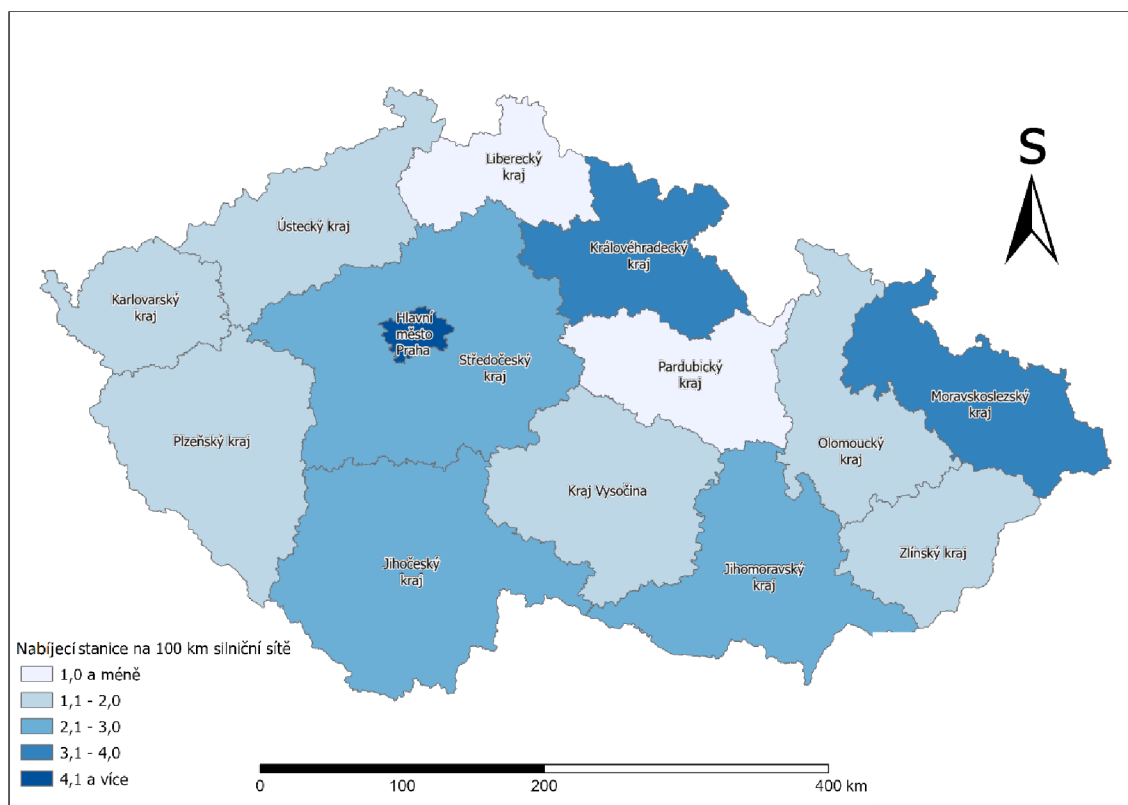 S
Liberecký
kraj
Ústecký kraj
Královéhradecký
kraj
Karlovarský
kraj
Hlavní
město
Praha
Středočeský
kraj
Pardubický
kraj
Moravskoslezský
kraj
Plzeňský kraj
Olomoucký
kraj
Kraj Vysočina
Zlínský kraj
Jihočeský
kraj
Jihomoravský
kraj
Nabíjecí stanice na 100 km silniční sítě
1,0 a méně
1,1 - 2,0
2,1 - 3,0
3,1 - 4,0
4,1 a více
0 100 200 400 km